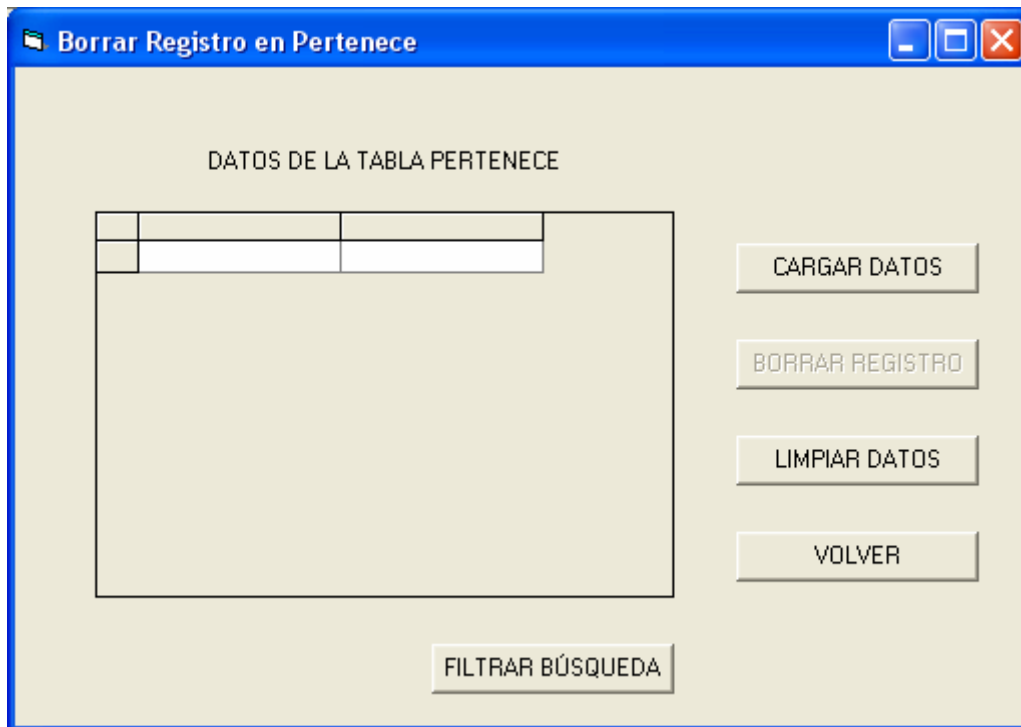 Borrar Registro en Pertenece
DATOS DE LA TABLA PERTENECE
CARGAR DATOS
BORRAR REGISTRO
LIMPIAR DATOS
VOLVER
FILTRAR BÚSQUEDA